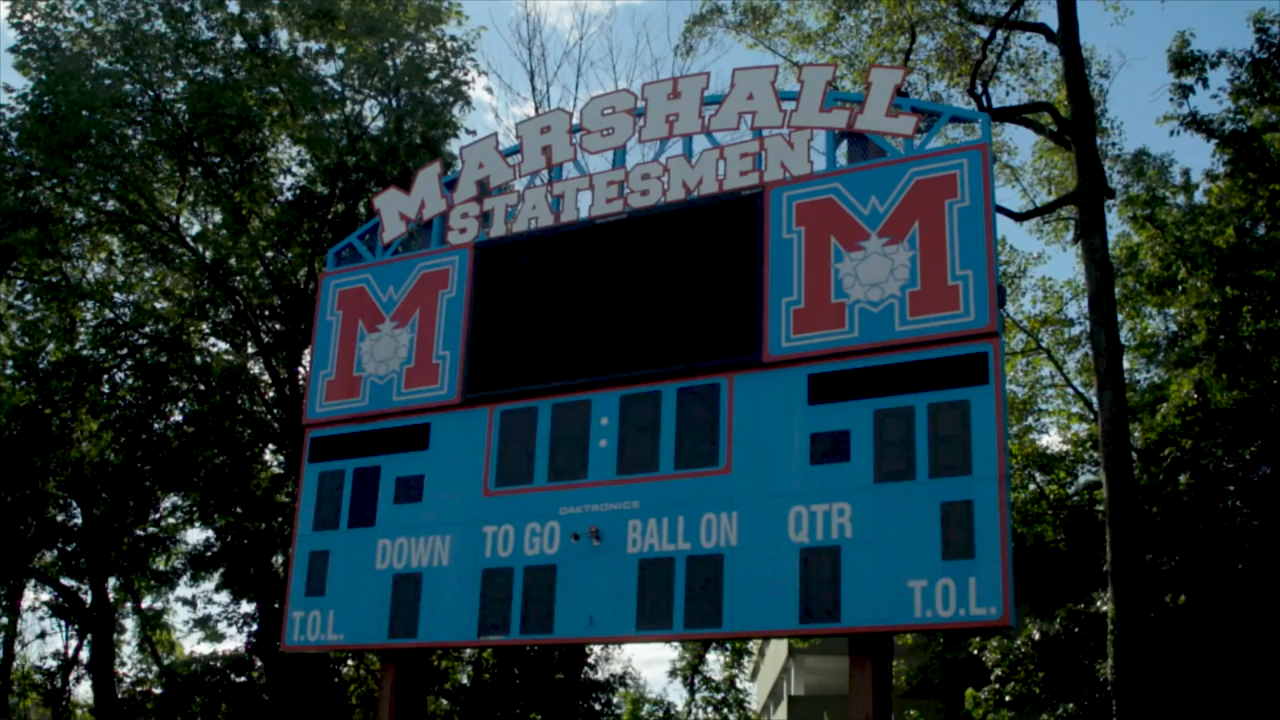 MARSHALL
STATESMEN
M
M
DAKTRONICS
DOWN
TO GO
BALL ON
QTR
T.O.L.
T.O.L.